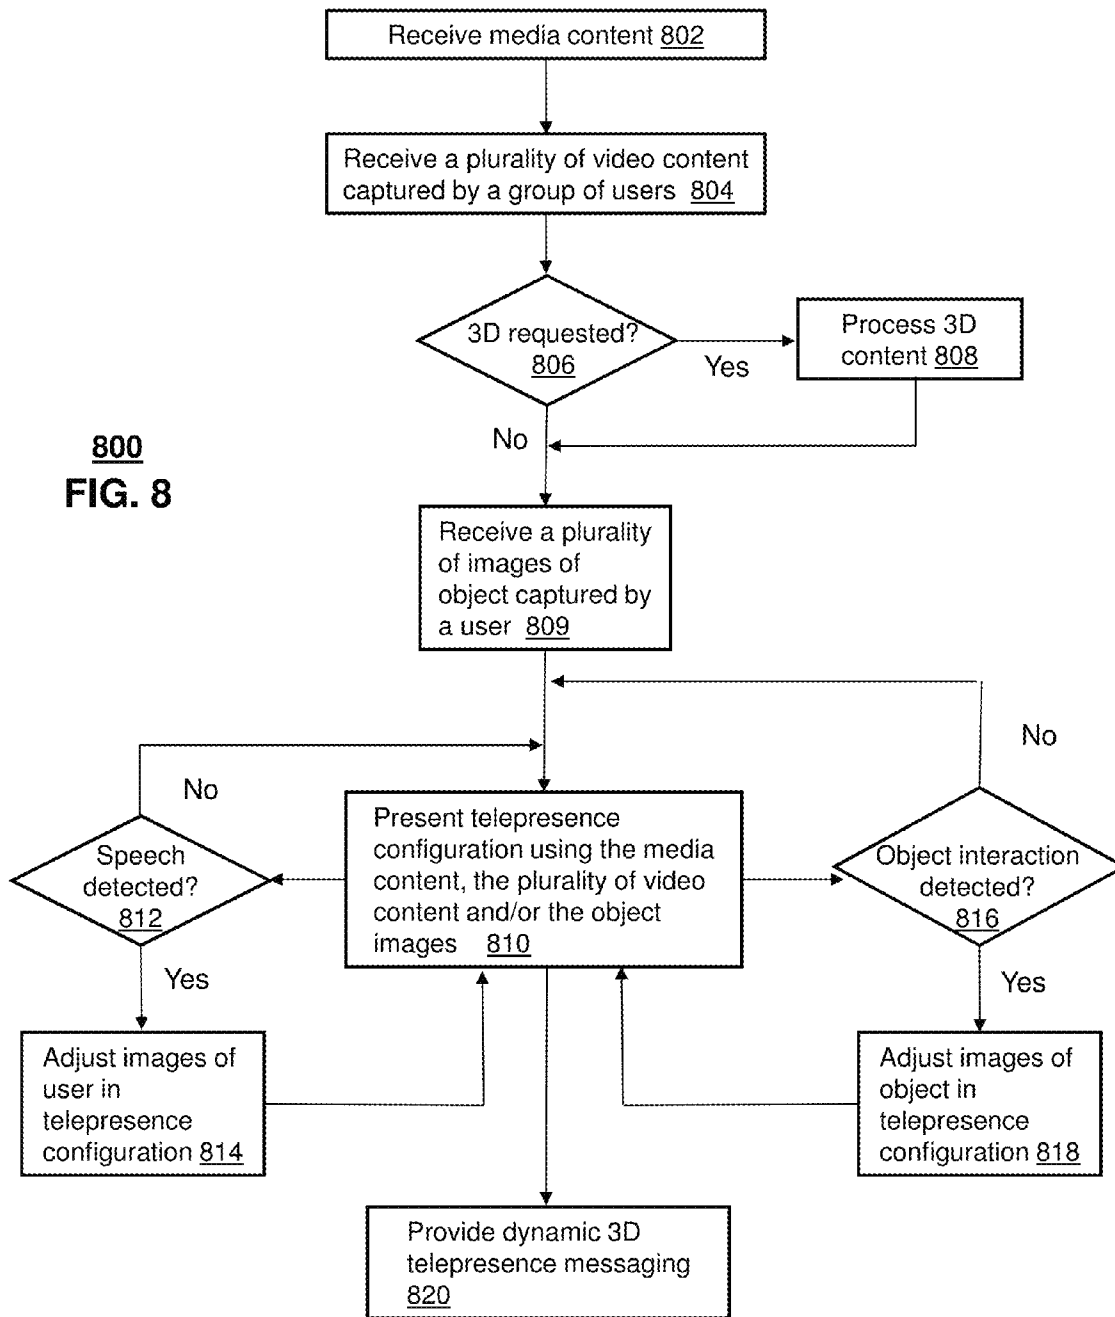 Receive media content 802
Receive a plurality of video content
captured by a group of users 804
3D requested?
806
Yes
Process 3D
content 808
No
800
FIG. 8
Receive a plurality
of images of
object captured by
a user 809
No
No
Speech
detected?
812
Present telepresence
configuration using the media
content, the plurality of video
content and/or the object
images 810
Object interaction
detected?
816
Yes
Yes
Adjust images of
user in
telepresence
configuration 814
Adjust images of
object in
telepresence
configuration 818
Provide dynamic 3D
telepresence messaging
820